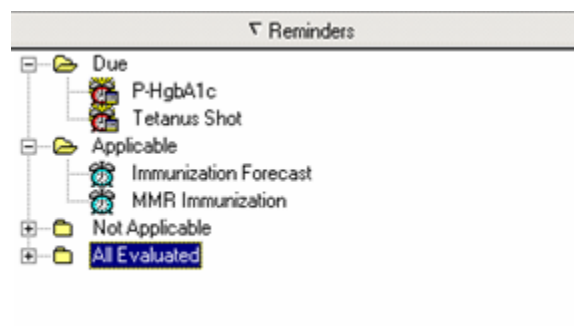 Reminders
Due
P-HgbA1c
Tetanus Shot
Applicable
Immunization Forecast
MMR Immunization
Not Applicable
All Evaluated